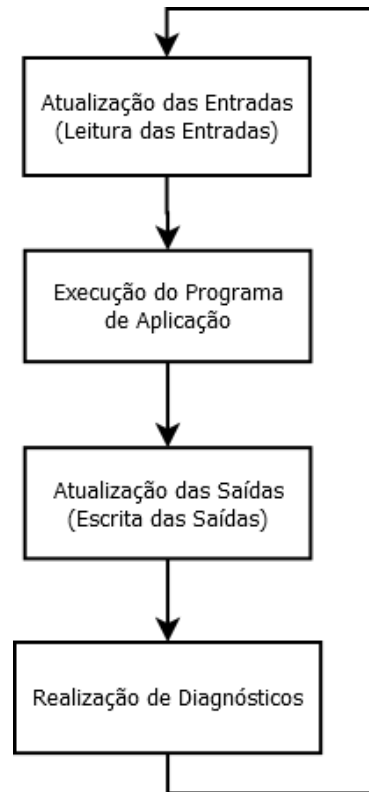 Atualização das Entradas
(Leitura das Entradas)
Execução do Programa
de Aplicação
Atualização das Saídas
(Escrita das Saídas)
Realização de Diagnósticos